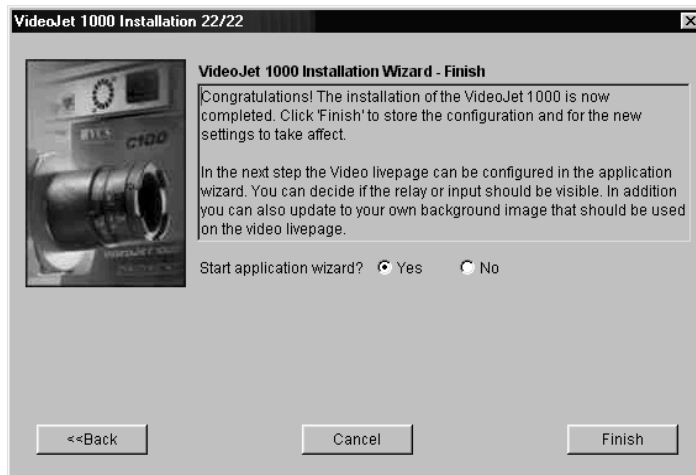 VideoJet 1000 Installation 22/22
VideoJet 1000 Installation Wizard - Finish
Congratulations! The installation of the VideoJet 1000 is now
completed. Click 'Finish' to store the configuration and for the new
settings to take affect.
In the next step the Video livepage can be configured in the application
wizard. You can decide if the relay or input should be visible. In addition
you can also update to your own background image that should be used
on the video livepage.
C100
Start application wizard? Yes No
<<Back Cancel Finish